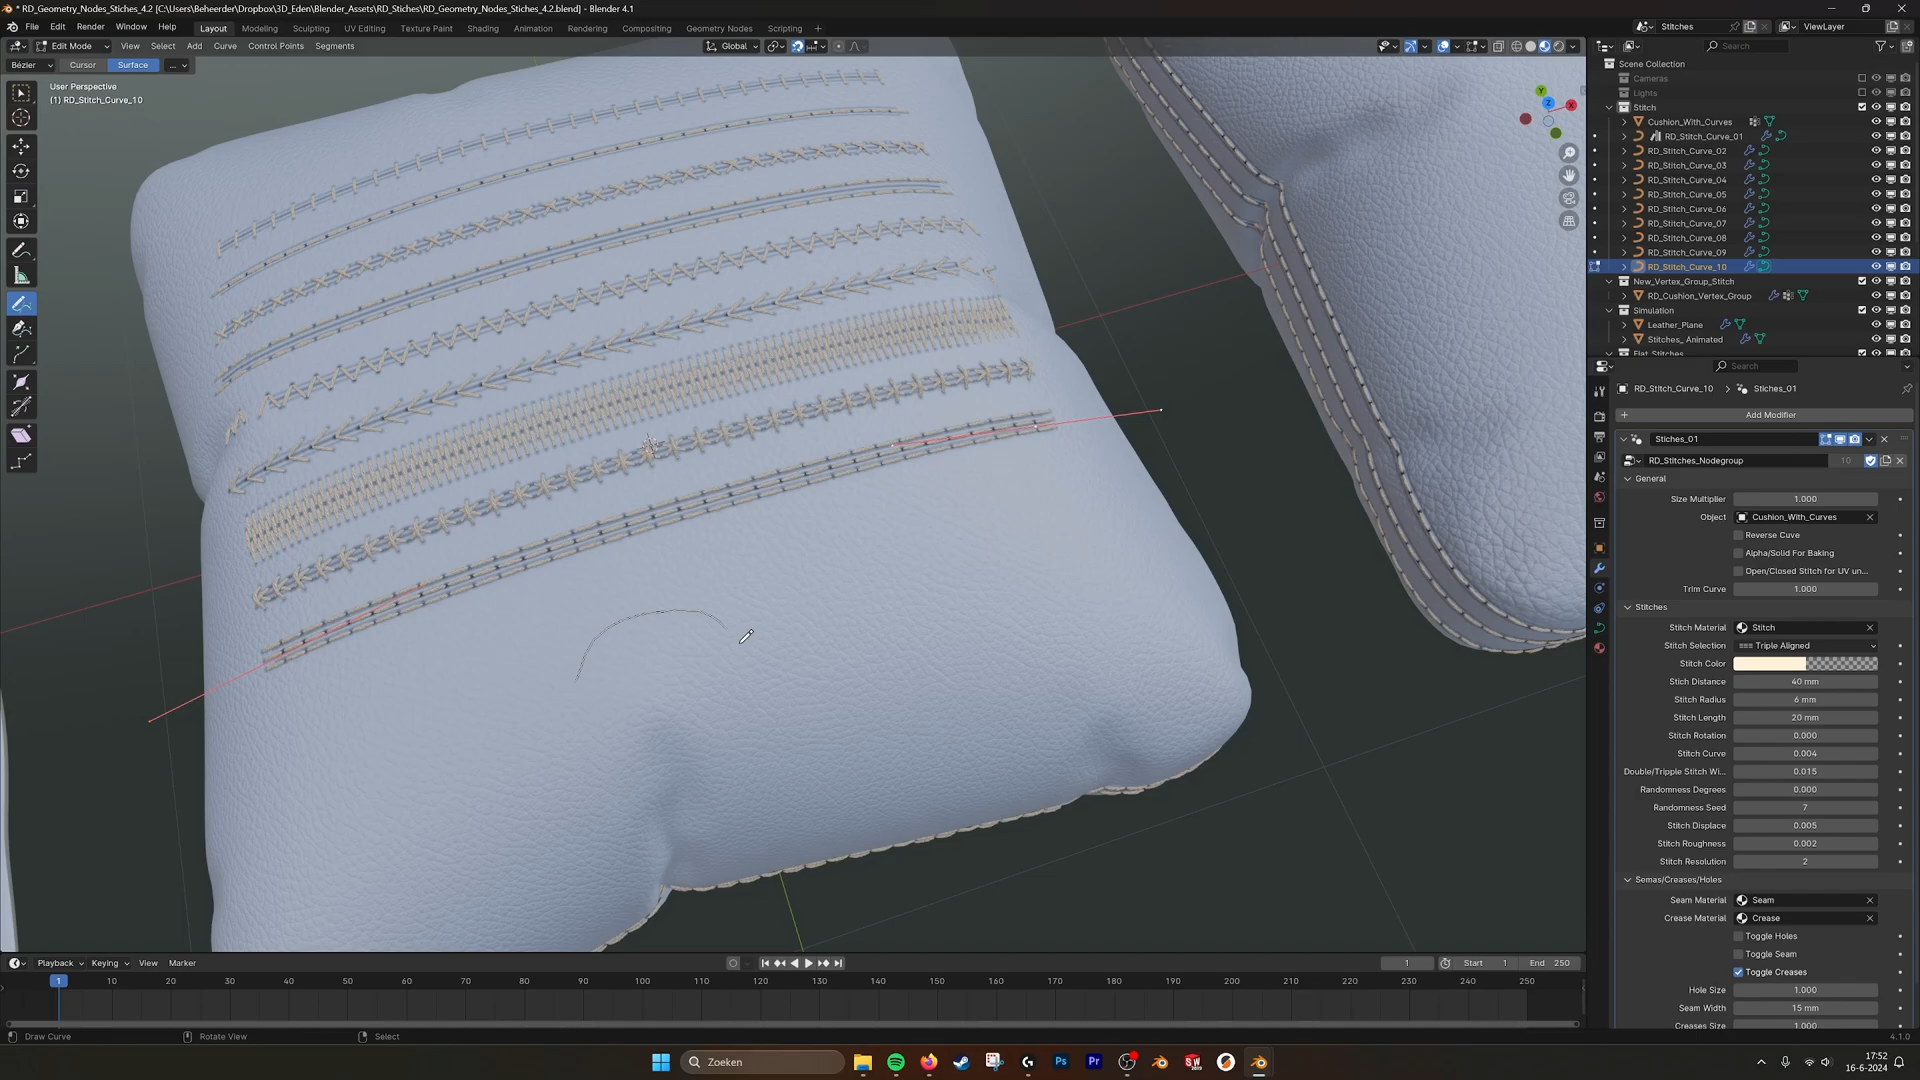 * RD_Geometry_Nodes_Stiches_4.2 [C:\Users\Beheerder\Dropbox\3D_Eden\Blender_Assets\RD_Stiches\RD_Geometry_Nodes_Stiches_4.2.blend] - Blender 4.1
File Edit Render Window Help Layout Modeling Sculpting UV Editing Texture Paint Shading Animation Rendering Compositing Geometry Nodes Scripting + Stitches ViewLayer
Edit Mode View Select Add Curve Control Points Segments Global Search
Bézier Cursor Surface ...
User Perspective
(1) RD_Stitch_Curve_10
Y
Z
X
Scene Collection
Cameras
Lights
Stitch
Cushion_With_Curves
RD_Stitch_Curve_01
RD_Stitch_Curve_02
RD_Stitch_Curve_03
RD_Stitch_Curve_04
RD_Stitch_Curve_05
RD_Stitch_Curve_06
RD_Stitch_Curve_07
RD_Stitch_Curve_08
RD_Stitch_Curve_09
RD_Stitch_Curve_10
New_Vertex_Group_Stitch
RD_Cushion_Vertex_Group
Simulation
Leather_Plane
Stitches_ Animated
Flat_Stitches
Search
RD_Stitch_Curve_10 > Stiches_01
+ Add Modifier
Stiches_01
RD_Stitches_Nodegroup 10
General
Size Multiplier 1.000
Object Cushion_With_Curves
Reverse Cuve
Alpha/Solid For Baking
Open/Closed Stitch for UV un...
Trim Curve 1.000
Stitches
Stitch Material Stitch
Stitch Selection Triple Aligned
Stitch Color
Stich Distance 40 mm
Stitch Radius 6 mm
Stitch Length 20 mm
Stitch Rotation 0.000
Stitch Curve 0.004
Double/Tripple Stitch Wi... 0.015
Randomness Degrees 0.000
Randomness Seed 7
Stitch Displace 0.005
Stitch Roughness 0.002
Stitch Resolution 2
Semas/Creases/Holes
Seam Material Seam
Crease Material Crease
Toggle Holes
Toggle Seam
Toggle Creases
Hole Size 1.000
Seam Width 15 mm
Creases Size 1.000
Playback Keying View Marker 1 Start 1 End 250
1 10 20 30 40 50 60 70 80 90 100 110 120 130 140 150 160 170 180 190 200 210 220 230 240 250
Draw Curve Rotate View Select 4.1.0
Zoeken Ps Pr SW 17:52
16-6-2024